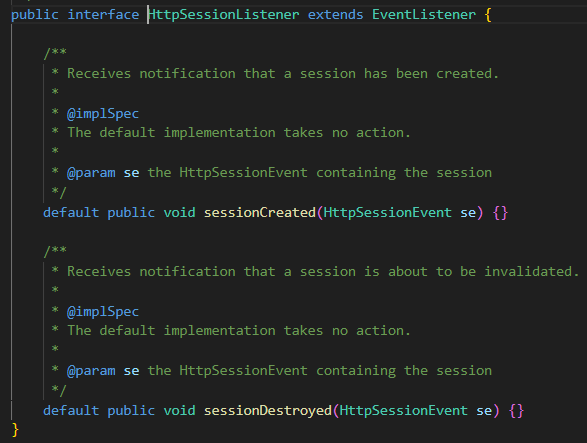 public interface HttpSessionListener extends EventListener {
/**
* Receives notification that a session has been created.
*
* @implSpec
* The default implementation takes no action.
*
* @param se the HttpSessionEvent containing the session
*/
default public void sessionCreated(HttpSessionEvent se) {}
/**
* Receives notification that a session is about to be invalidated.
*
* @implSpec
* The default implementation takes no action.
*
* @param se the HttpSessionEvent containing the session
*/
default public void sessionDestroyed(HttpSessionEvent se) {}
}